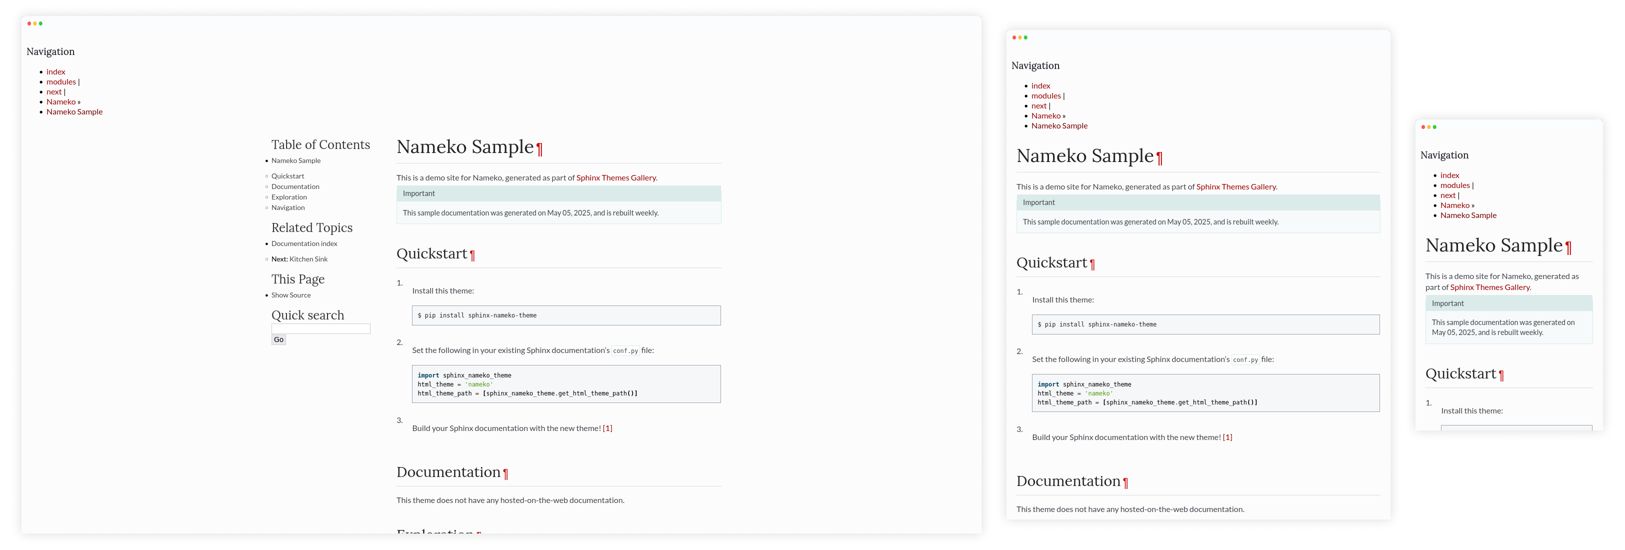 Navigation
index
modules |
next |
Nameko »
Nameko Sample
Table of Contents
Nameko Sample
Quickstart
Documentation
Exploration
Navigation
Related Topics
Documentation index
Next: Kitchen Sink
This Page
Show Source
Quick search
Go
Nameko Sample¶
This is a demo site for Nameko, generated as part of Sphinx Themes Gallery.
Important
This sample documentation was generated on May 05, 2025, and is rebuilt weekly.
Quickstart¶
1.
Install this theme:
$ pip install sphinx-nameko-theme
2.
Set the following in your existing Sphinx documentation's conf.py file:
import sphinx_nameko_theme
html_theme = 'nameko'
html_theme_path = [sphinx_nameko_theme.get_html_theme_path()]
3.
Build your Sphinx documentation with the new theme! [1]
Documentation¶
This theme does not have any hosted-on-the-web documentation.
Exploration¶
Navigation
index
modules |
next |
Nameko »
Nameko Sample
Nameko Sample¶
This is a demo site for Nameko, generated as part of Sphinx Themes Gallery.
Important
This sample documentation was generated on May 05, 2025, and is rebuilt weekly.
Quickstart¶
1.
Install this theme:
$ pip install sphinx-nameko-theme
2.
Set the following in your existing Sphinx documentation's conf.py file:
import sphinx_nameko_theme
html_theme = 'nameko'
html_theme_path = [sphinx_nameko_theme.get_html_theme_path()]
3.
Build your Sphinx documentation with the new theme! [1]
Documentation¶
This theme does not have any hosted-on-the-web documentation.
Navigation
index
modules |
next |
Nameko »
Nameko Sample
Nameko Sample¶
This is a demo site for Nameko, generated as
part of Sphinx Themes Gallery.
Important
This sample documentation was generated on
May 05, 2025, and is rebuilt weekly.
Quickstart¶
1.
Install this theme: